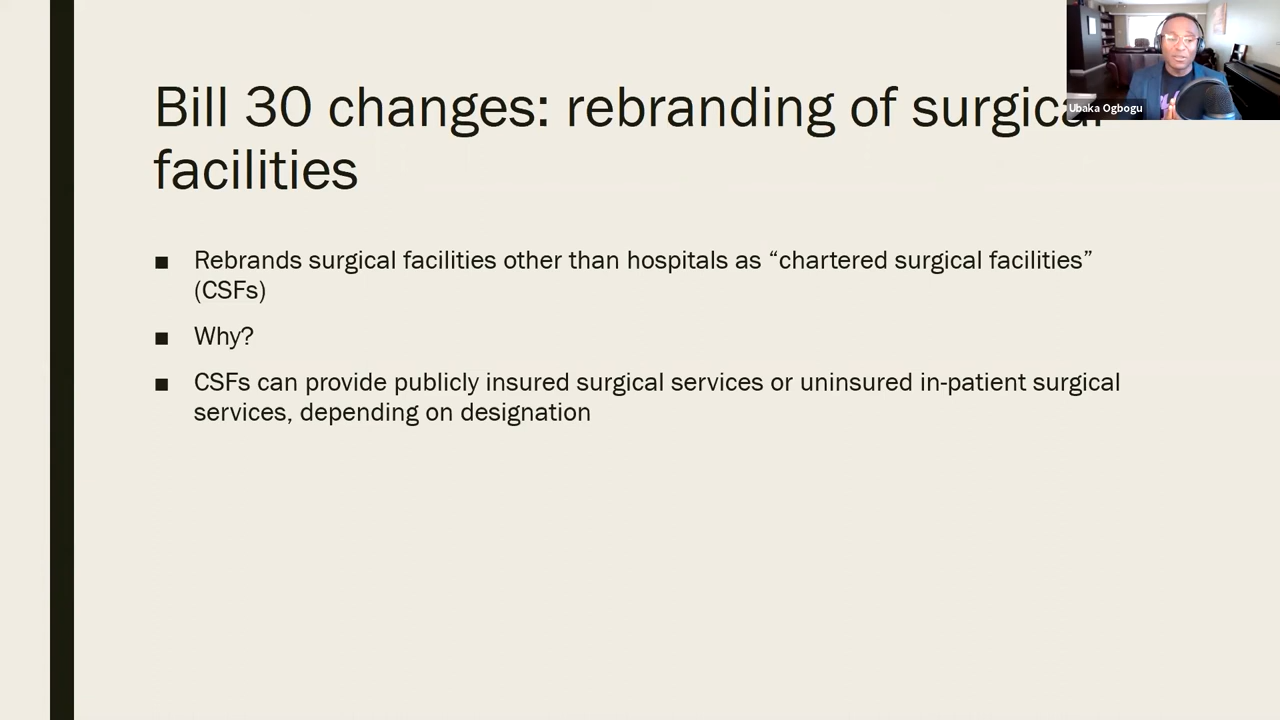 Bill 30 changes: rebranding of surgical
facilities
Ubaka Ogbogu
■ Rebrands surgical facilities other than hospitals as “chartered surgical facilities”
(CSFs)
■ Why?
■ CSFs can provide publicly insured surgical services or uninsured in-patient surgical
services, depending on designation